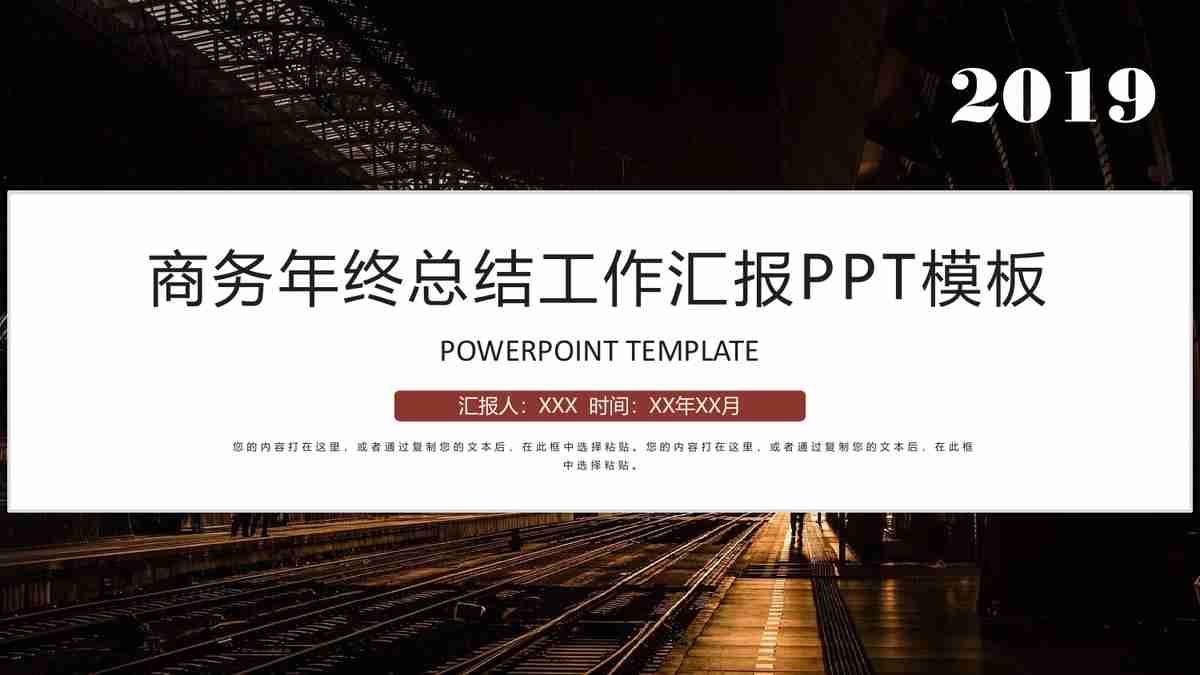 2019
商务年终总结工作汇报PPT模板
POWERPOINT TEMPLATE
汇报人：XXX 时间：XX年XX月
您的内容打在这里，或者通过复制您的文本后，在此框中选择粘贴。您的内容打在这里，或者通过复制您的文本后，在此框
中选择粘贴。